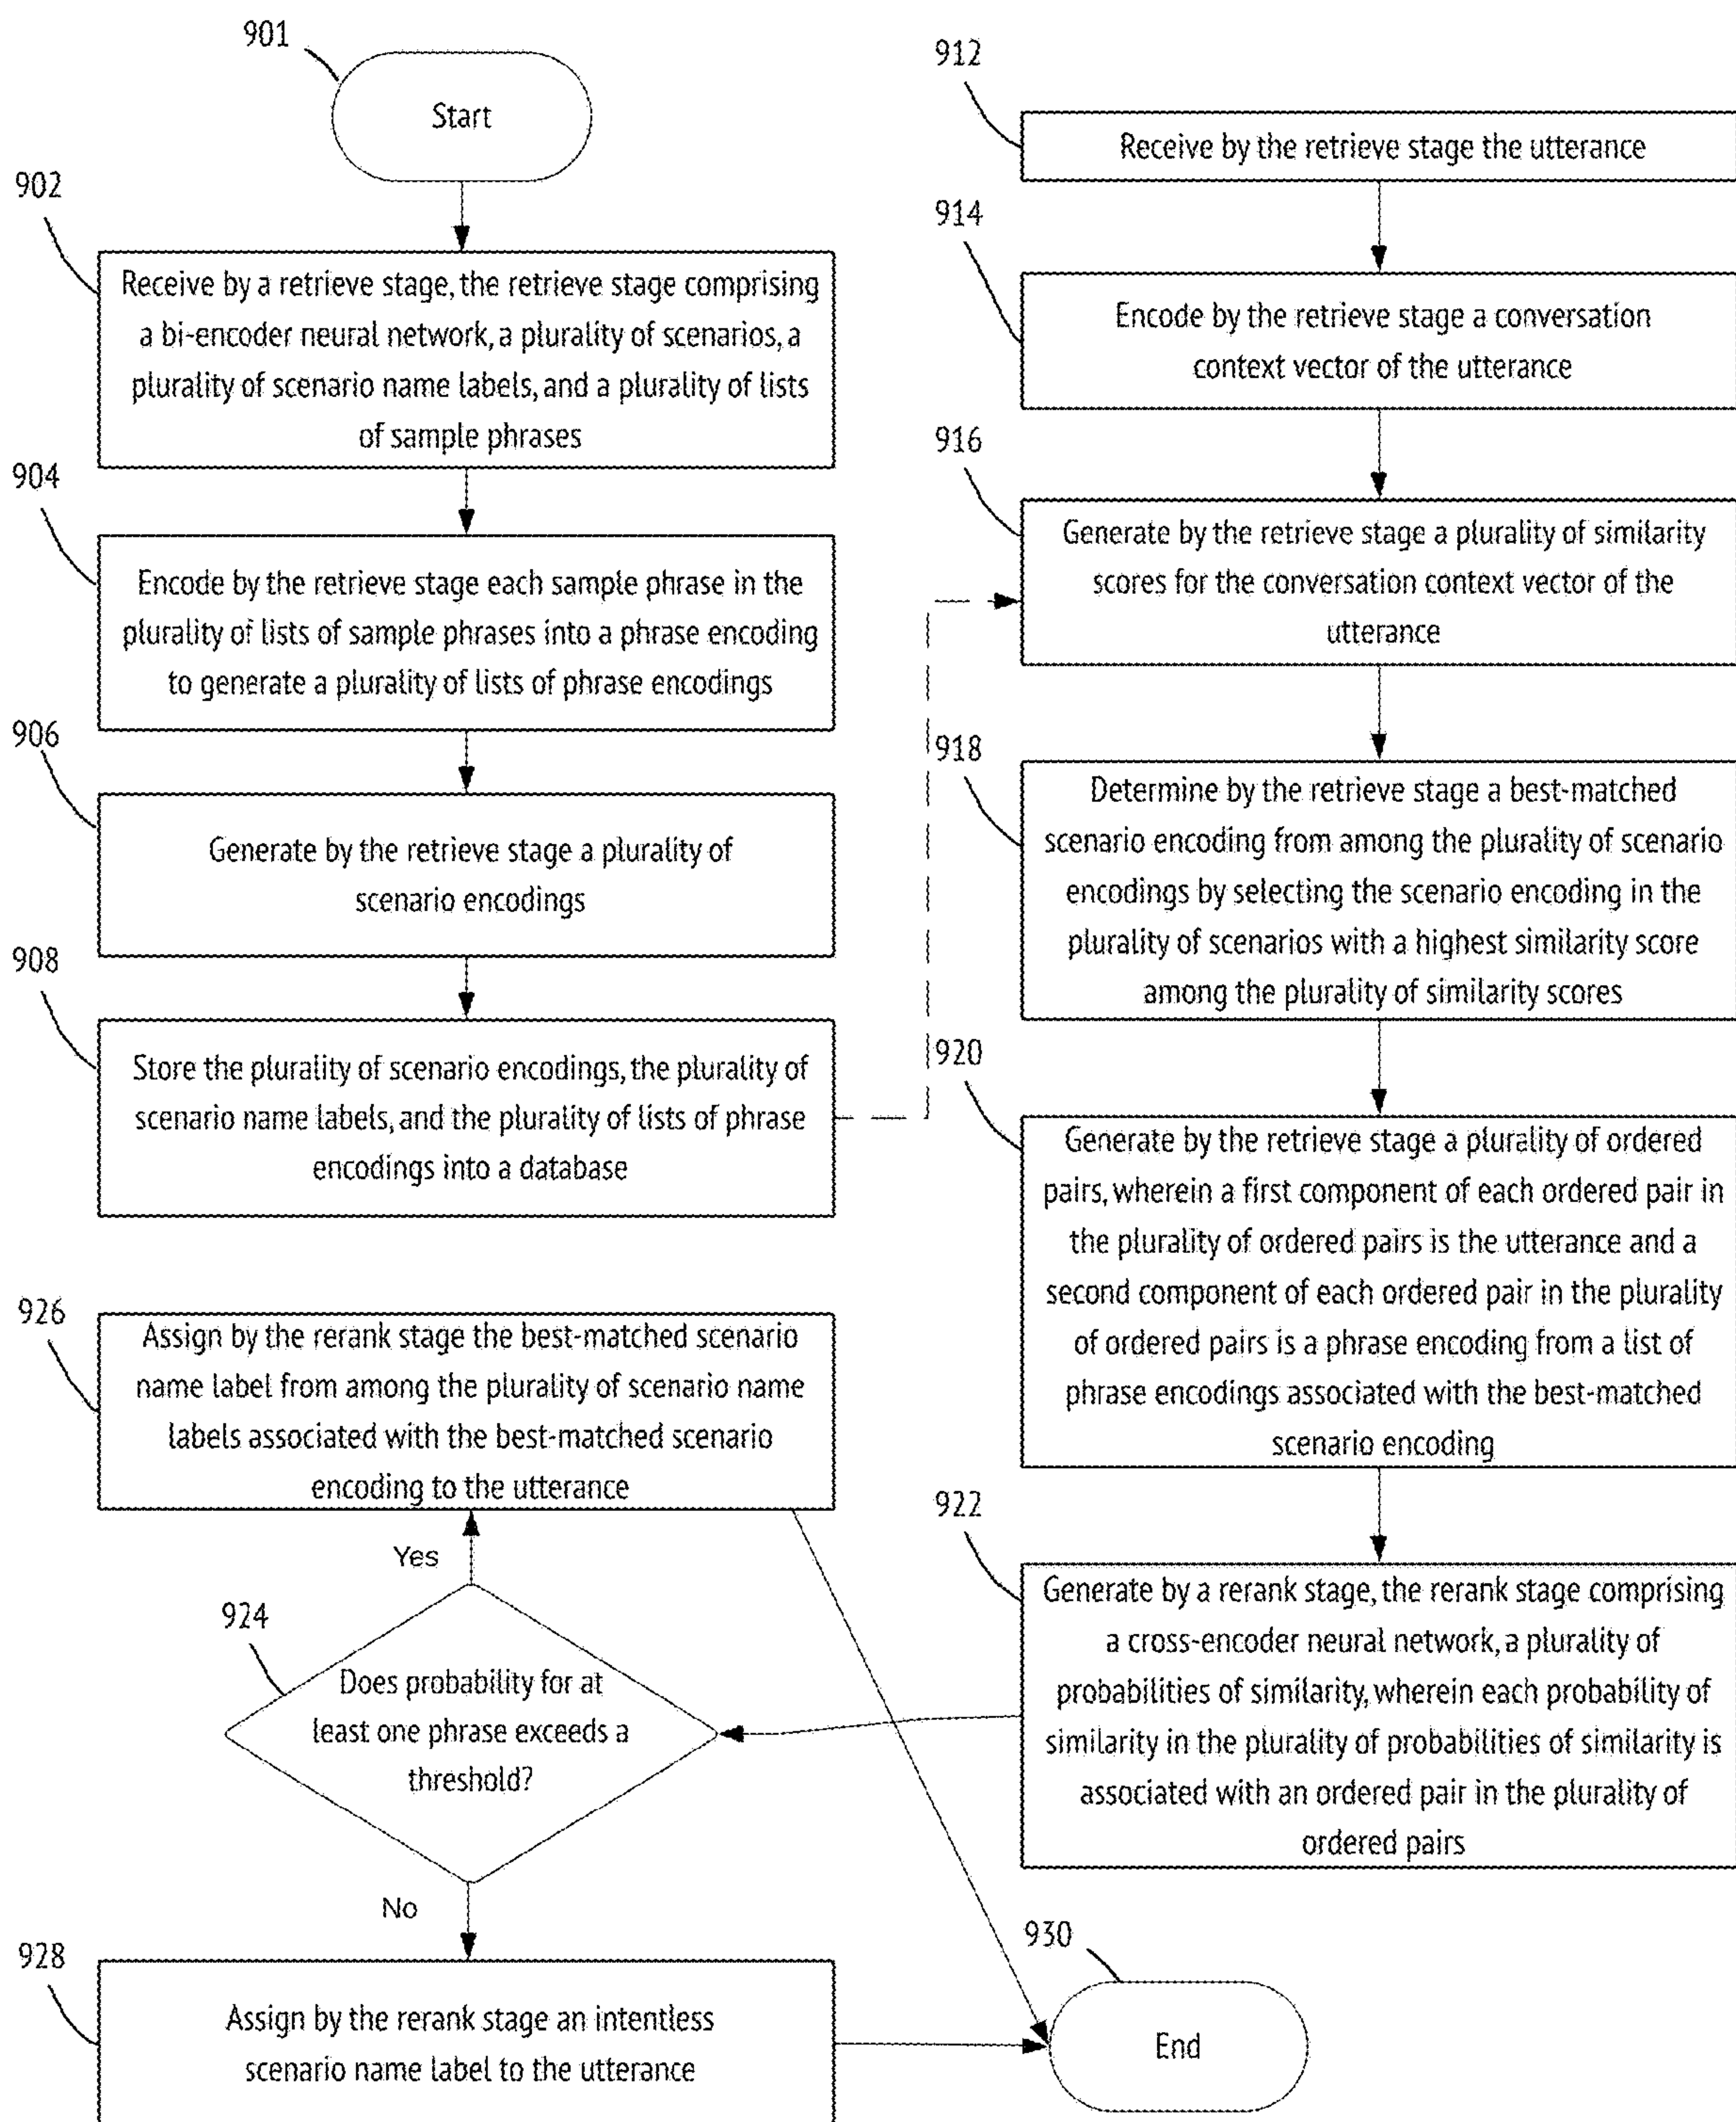 901
Start
902
Receive by a retrieve stage, the retrieve stage comprising
a bi-encoder neural network, a plurality of scenarios, a
plurality of scenario name labels, and a plurality of lists
of sample phrases
904
Encode by the retrieve stage each sample phrase in the
plurality of lists of sample phrases into a phrase encoding
to generate a plurality of lists of phrase encodings
906
Generate by the retrieve stage a plurality of
scenario encodings
908
Store the plurality of scenario encodings, the plurality of
scenario name labels, and the plurality of lists of phrase
encodings into a database
912
Receive by the retrieve stage the utterance
914
Encode by the retrieve stage a conversation
context vector of the utterance
916
Generate by the retrieve stage a plurality of similarity
scores for the conversation context vector of the
utterance
918
Determine by the retrieve stage a best-matched
scenario encoding from among the plurality of scenario
encodings by selecting the scenario encoding in the
plurality of scenarios with a highest similarity score
among the plurality of similarity scores
920
Generate by the retrieve stage a plurality of ordered
pairs, wherein a first component of each ordered pair in
the plurality of ordered pairs is the utterance and a
second component of each ordered pair in the plurality
of ordered pairs is a phrase encoding from a list of
phrase encodings associated with the best-matched
scenario encoding
922
Generate by a rerank stage, the rerank stage comprising
a cross-encoder neural network, a plurality of
probabilities of similarity, wherein each probability of
similarity in the plurality of probabilities of similarity is
associated with an ordered pair in the plurality of
ordered pairs
924
Does probability for at
least one phrase exceeds a
threshold?
Yes
926
Assign by the rerank stage the best-matched scenario
name label from among the plurality of scenario name
labels associated with the best-matched scenario
encoding to the utterance
No
928
Assign by the rerank stage an intentless
scenario name label to the utterance
930
End